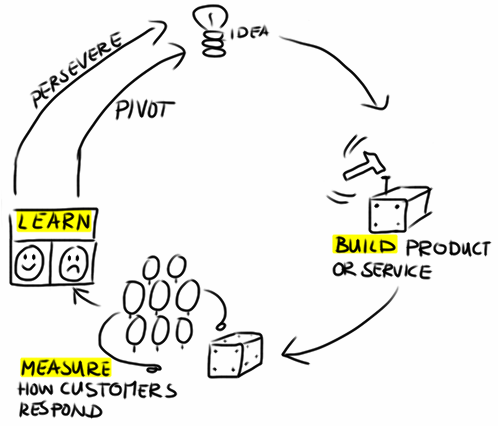 IDEA
PERSEVERE
PIVOT
LEARN
BUILD PRODUCT
OR SERVICE
MEASURE
HOW CUSTOMERS
RESPOND